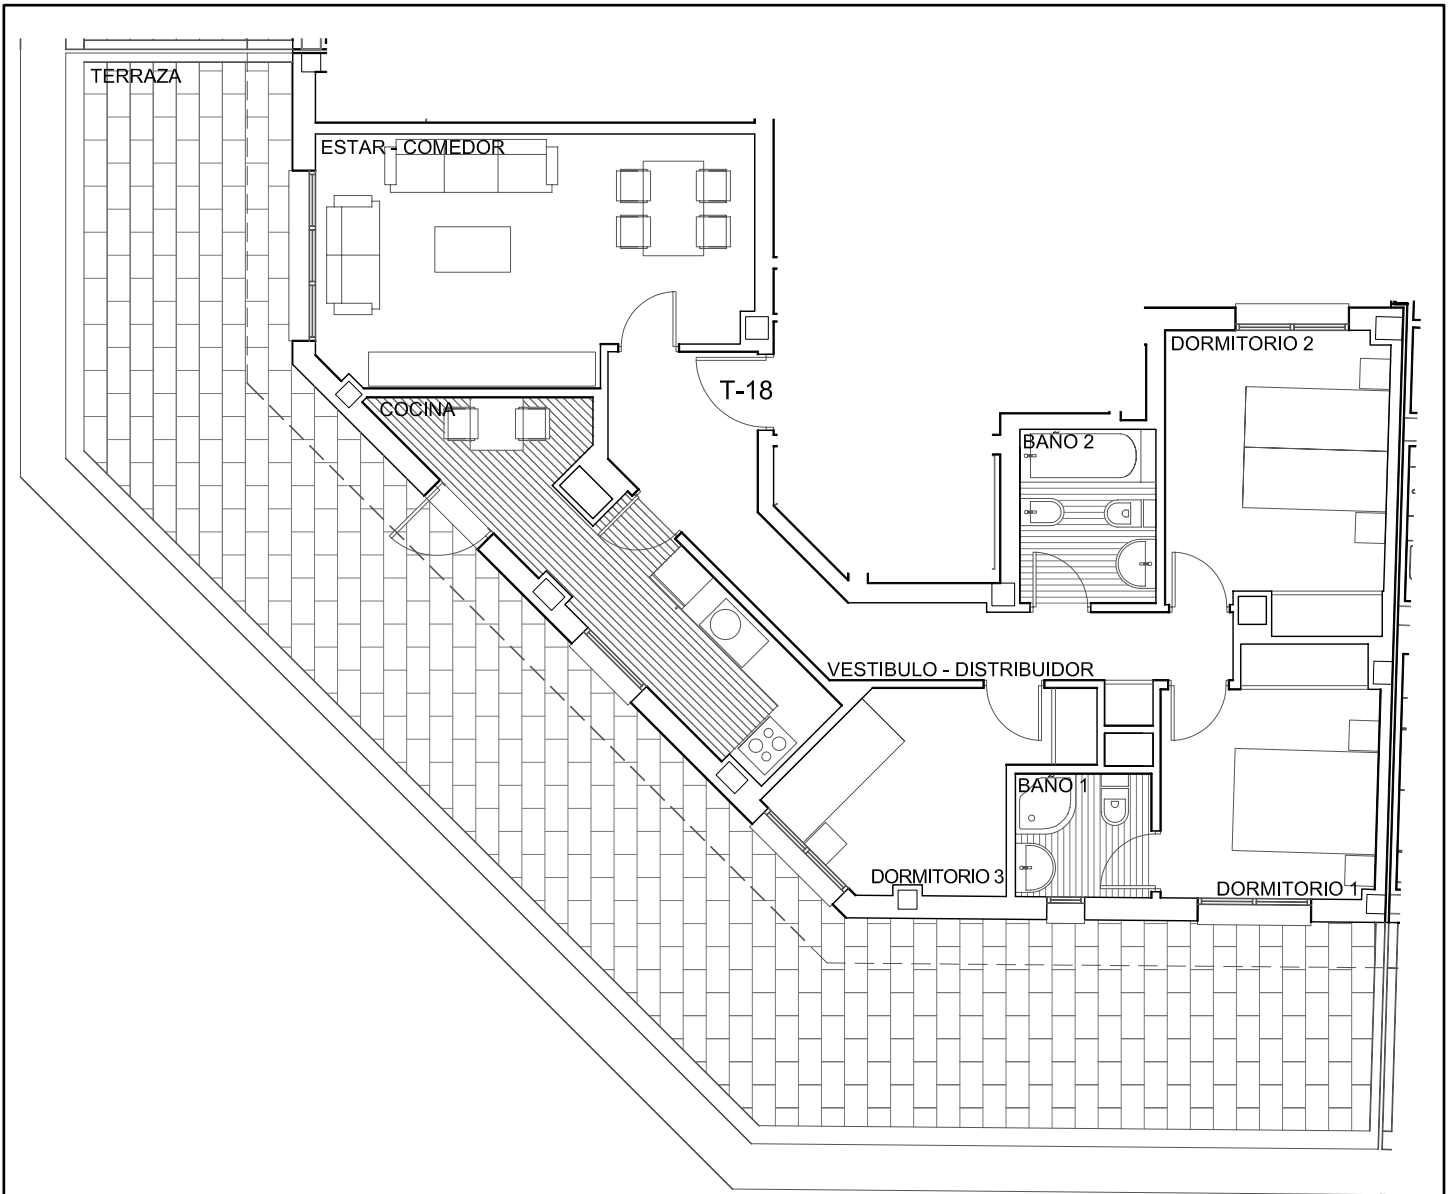 TERRAZA
ESTAR - COMEDOR
DORMITORIO 2
T-18
COCINA
BAÑO 2
VESTIBULO - DISTRIBUIDOR
BAÑO 1
DORMITORIO 3
DORMITORIO 1